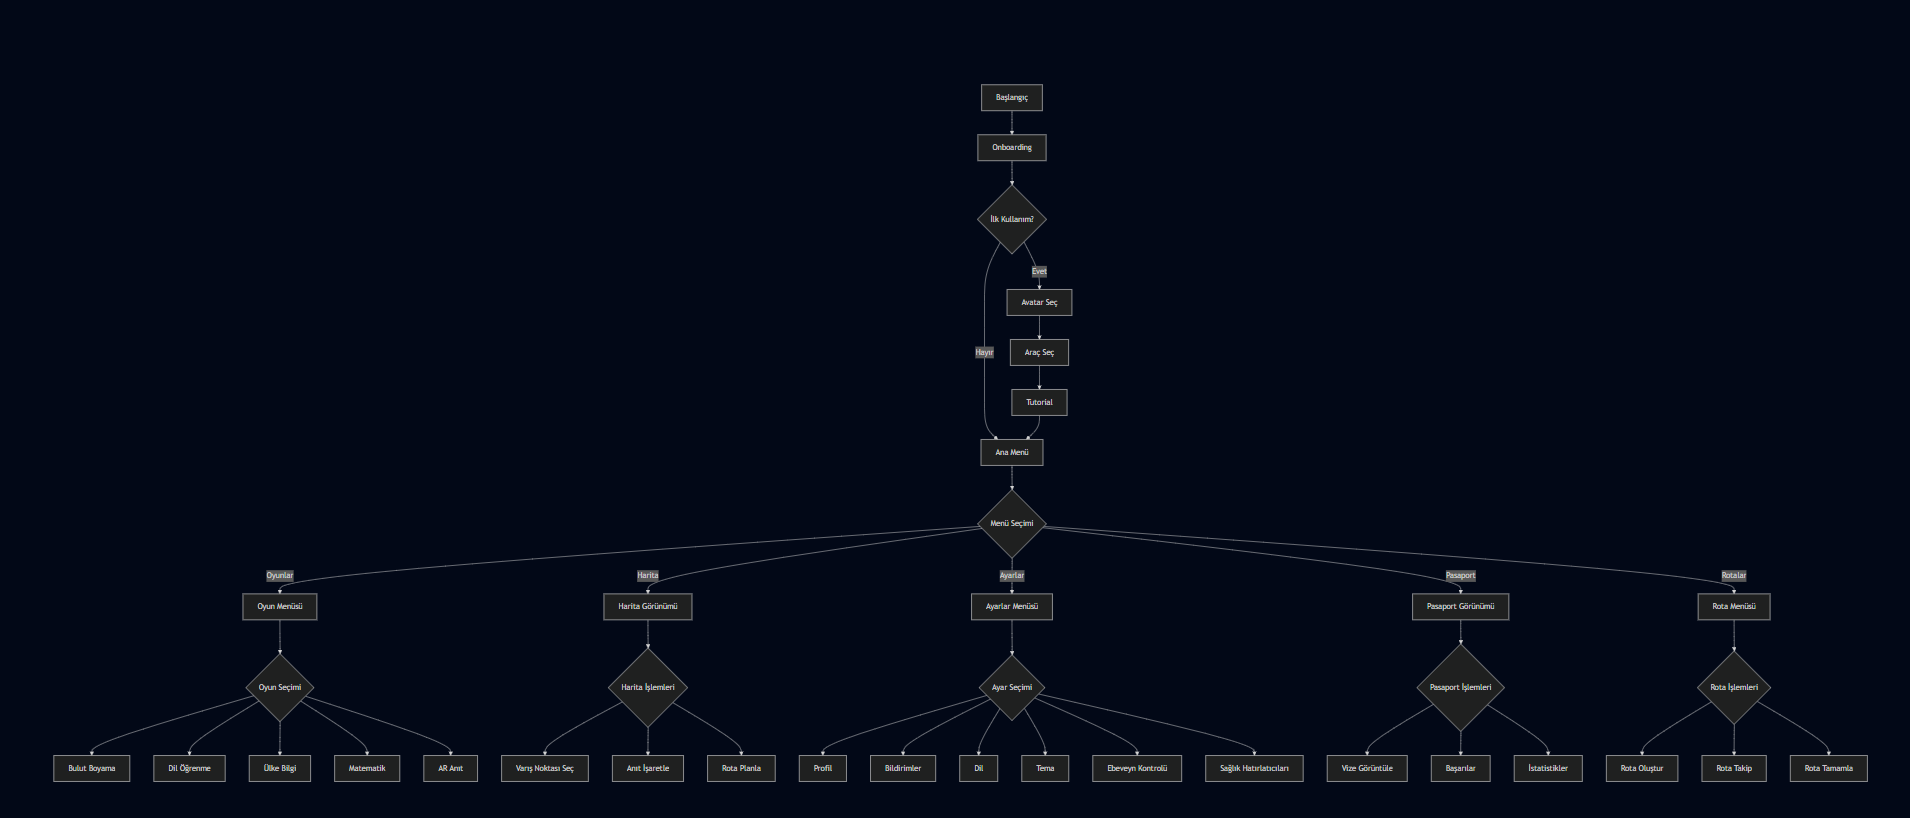 Başlangıç
Onboarding
İlk Kullanım?
Evet
Avatar Seç
Hayır
Araç Seç
Tutorial
Ana Menü
Menü Seçimi
Oyunlar
Harita
Ayarlar
Pasaport
Rotalar
Oyun Menüsü
Harita Görünümü
Ayarlar Menüsü
Pasaport Görünümü
Rota Menüsü
Oyun Seçimi
Harita İşlemleri
Ayar Seçimi
Pasaport İşlemleri
Rota İşlemleri
Bulut Boyama
Dil Öğrenme
Ülke Bilgi
Matematik
AR Anıt
Varış Noktası Seç
Anıt İşaretle
Rota Planla
Profil
Bildirimler
Dil
Tema
Ebeveyn Kontrolü
Sağlık Hatırlatıcıları
Vize Görüntüle
Başarılar
İstatistikler
Rota Oluştur
Rota Takip
Rota Tamamla